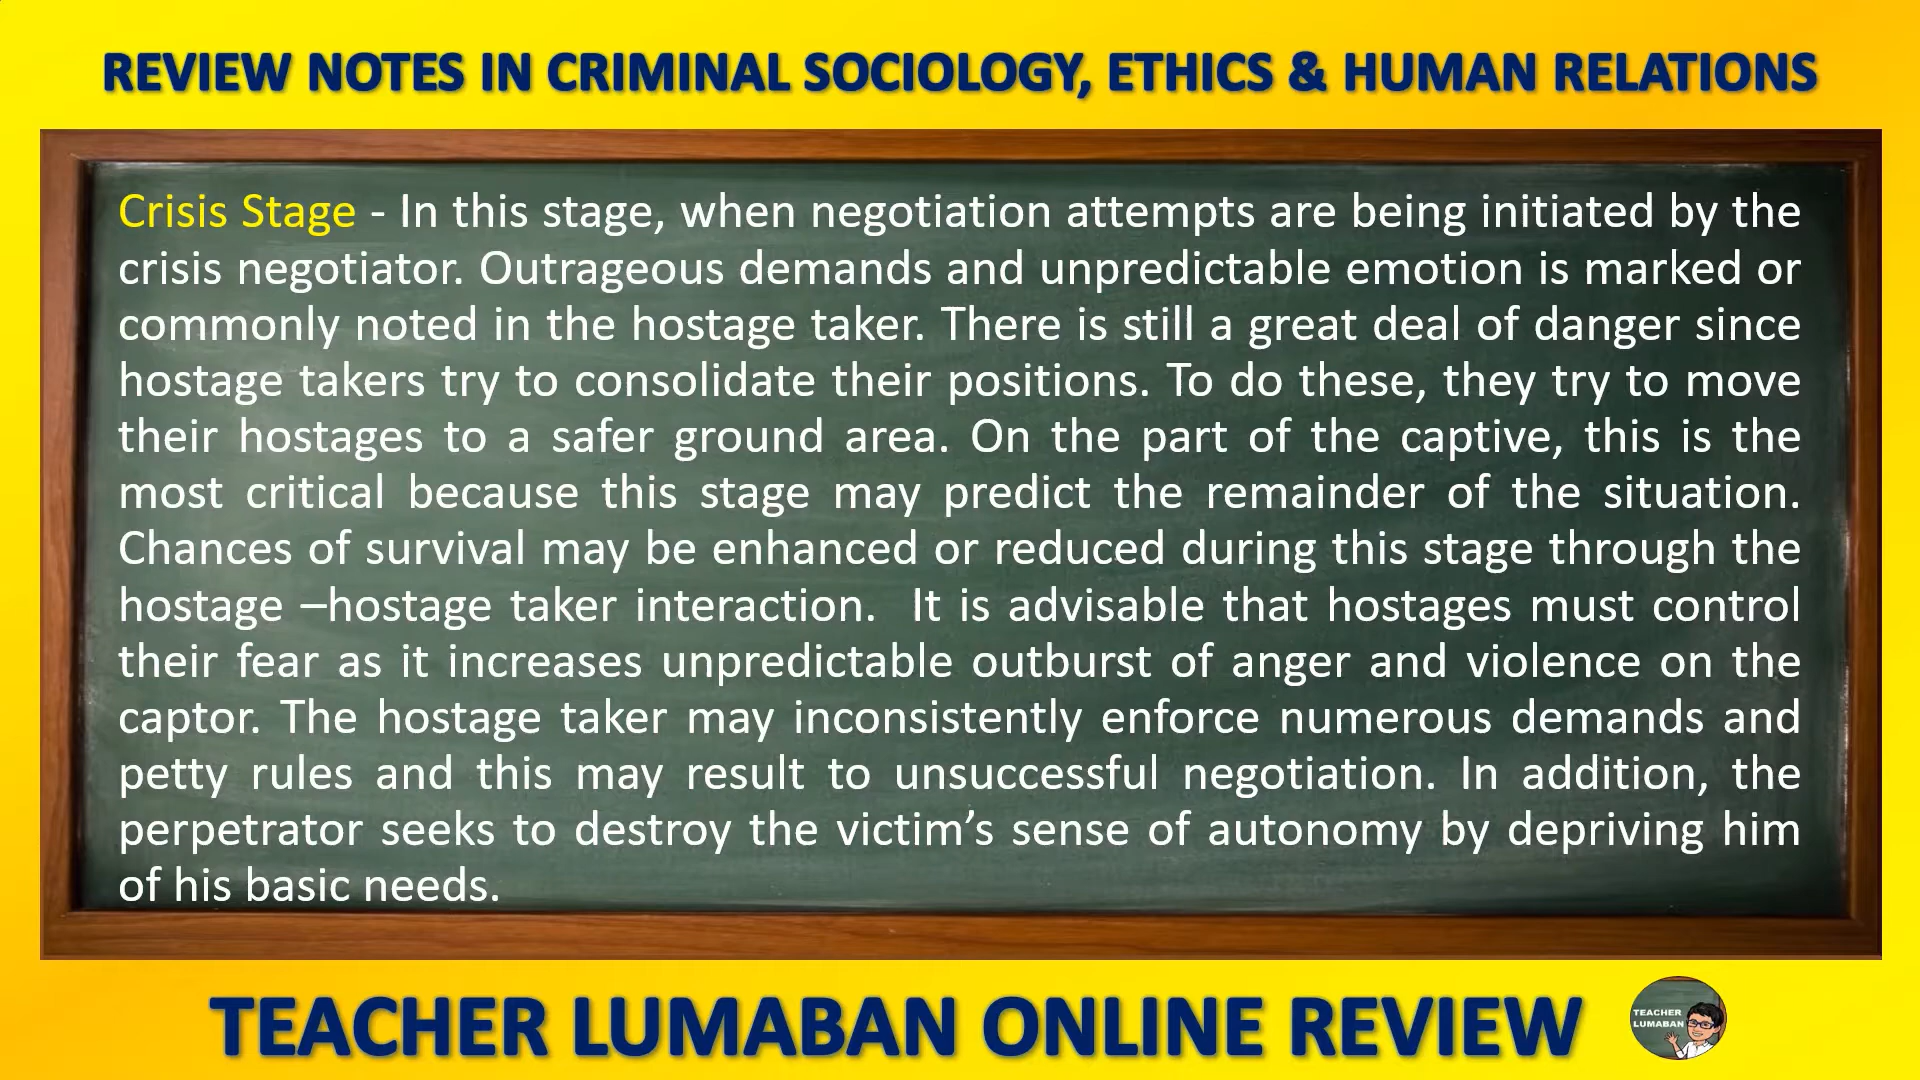 REVIEW NOTES IN CRIMINAL SOCIOLOGY, ETHICS & HUMAN RELATIONS
Crisis Stage - In this stage, when negotiation attempts are being initiated by the
crisis negotiator. Outrageous demands and unpredictable emotion is marked or
commonly noted in the hostage taker. There is still a great deal of danger since
hostage takers try to consolidate their positions. To do these, they try to move
their hostages to a safer ground area. On the part of the captive, this is the
most critical because this stage may predict the remainder of the situation.
Chances of survival may be enhanced or reduced during this stage through the
hostage –hostage taker interaction.  It is advisable that hostages must control
their fear as it increases unpredictable outburst of anger and violence on the
captor. The hostage taker may inconsistently enforce numerous demands and
petty rules and this may result to unsuccessful negotiation. In addition, the
perpetrator seeks to destroy the victim’s sense of autonomy by depriving him
of his basic needs.
TEACHER LUMABAN ONLINE REVIEW
TEACHER
LUMABAN